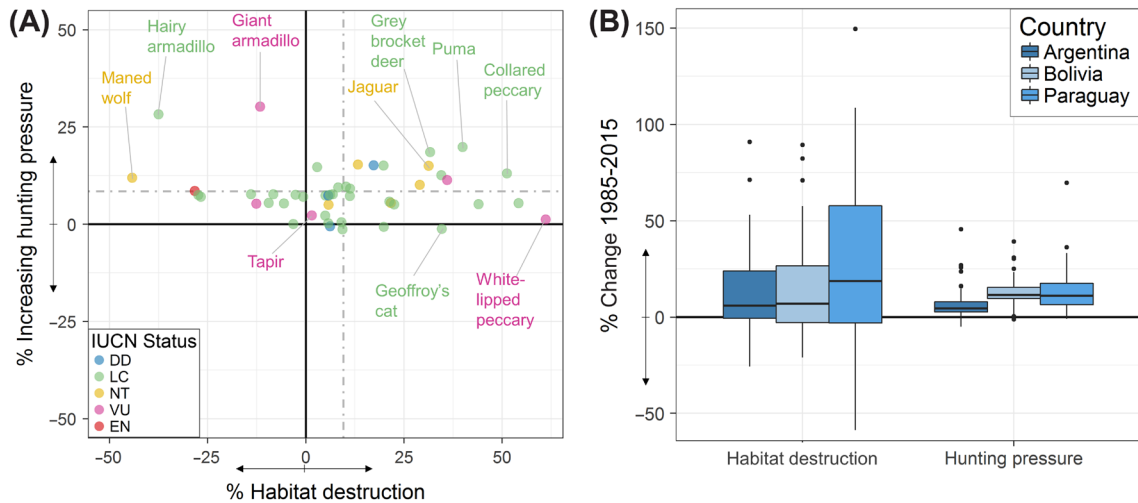 (A)
% Increasing hunting pressure
50
25
0
−25
−50
Hairy
armadillo
Giant
armadillo
Grey
brocket
deer
Puma
Collared
peccary
Maned
wolf
Jaguar
Tapir
Geoffroy's
cat
White-
lipped
peccary
IUCN Status
DD
LC
NT
VU
EN
−50
−25
0
25
50
% Habitat destruction
(B)
% Change 1985-2015
150
100
50
0
−50
Country
Argentina
Bolivia
Paraguay
Habitat destruction
Hunting pressure